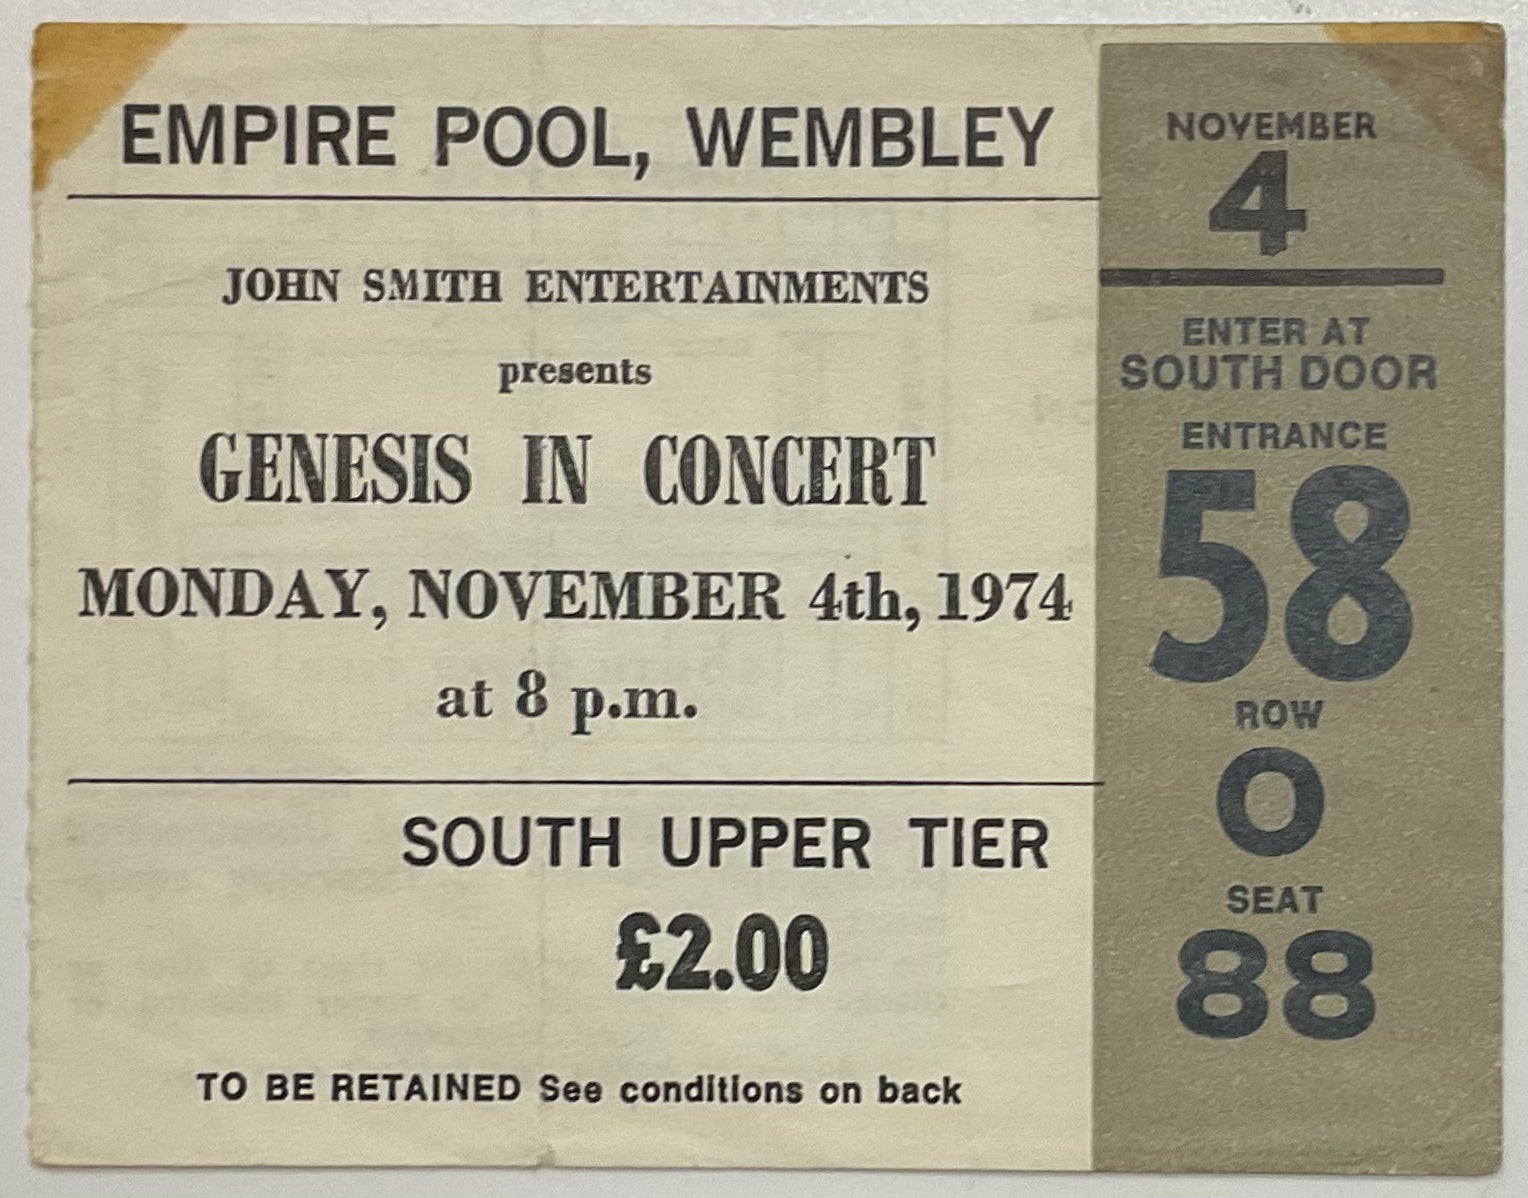 EMPIRE POOL, WEMBLEY
JOHN SMITH ENTERTAINMENTS
presents
GENESIS IN CONCERT
MONDAY, NOVEMBER 4th, 1974
at 8 p.m.
SOUTH UPPER TIER
£2.00
TO BE RETAINED See conditions on back
NOVEMBER
4
ENTER AT
SOUTH DOOR
ENTRANCE
58
ROW
O
SEAT
88